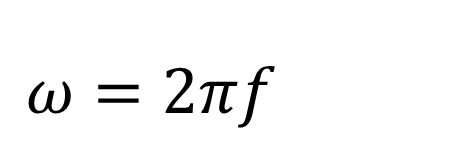 ω = 2πf